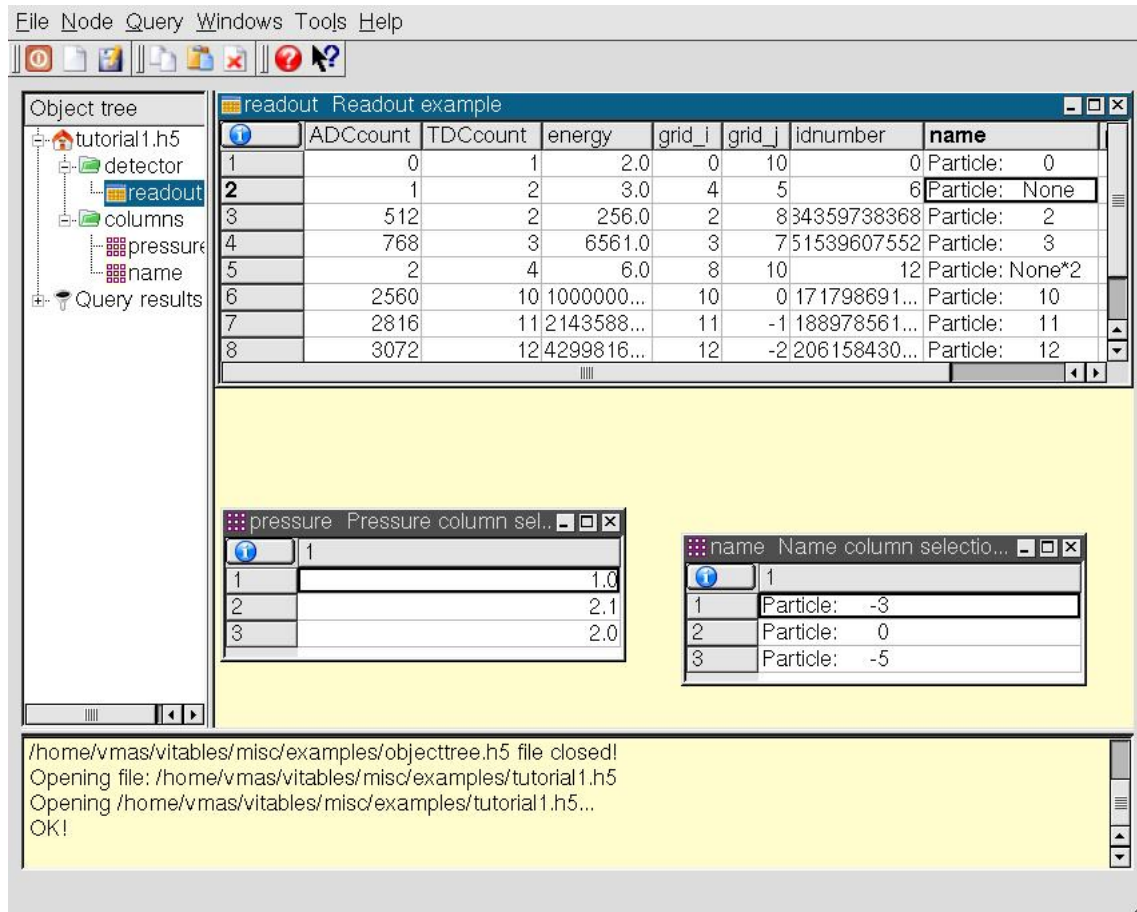 File Node Query Windows Tools Help
Object tree
tutorial1.h5
detector
readout
columns
pressure
name
Query results
readout Readout example
ADCcount TDCcount energy grid_i grid_j idnumber name
1 0 1 2.0 0 10 0 Particle: 0
2 1 2 3.0 4 5 6 Particle: None
3 512 2 256.0 2 8 34359738368 Particle: 2
4 768 3 6561.0 3 7 51539607552 Particle: 3
5 2 4 6.0 8 10 12 Particle: None*2
6 2560 10 1000000... 10 0 171798691... Particle: 10
7 2816 11 2143588... 11 -1 188978561... Particle: 11
8 3072 12 4299816... 12 -2 206158430... Particle: 12
pressure Pressure column sel...
1
1 1.0
2 2.1
3 2.0
name Name column selectio...
1
1 Particle: -3
2 Particle: 0
3 Particle: -5
/home/vmas/vitables/misc/examples/objecttree.h5 file closed!
Opening file: /home/vmas/vitables/misc/examples/tutorial1.h5
Opening /home/vmas/vitables/misc/examples/tutorial1.h5...
OK!